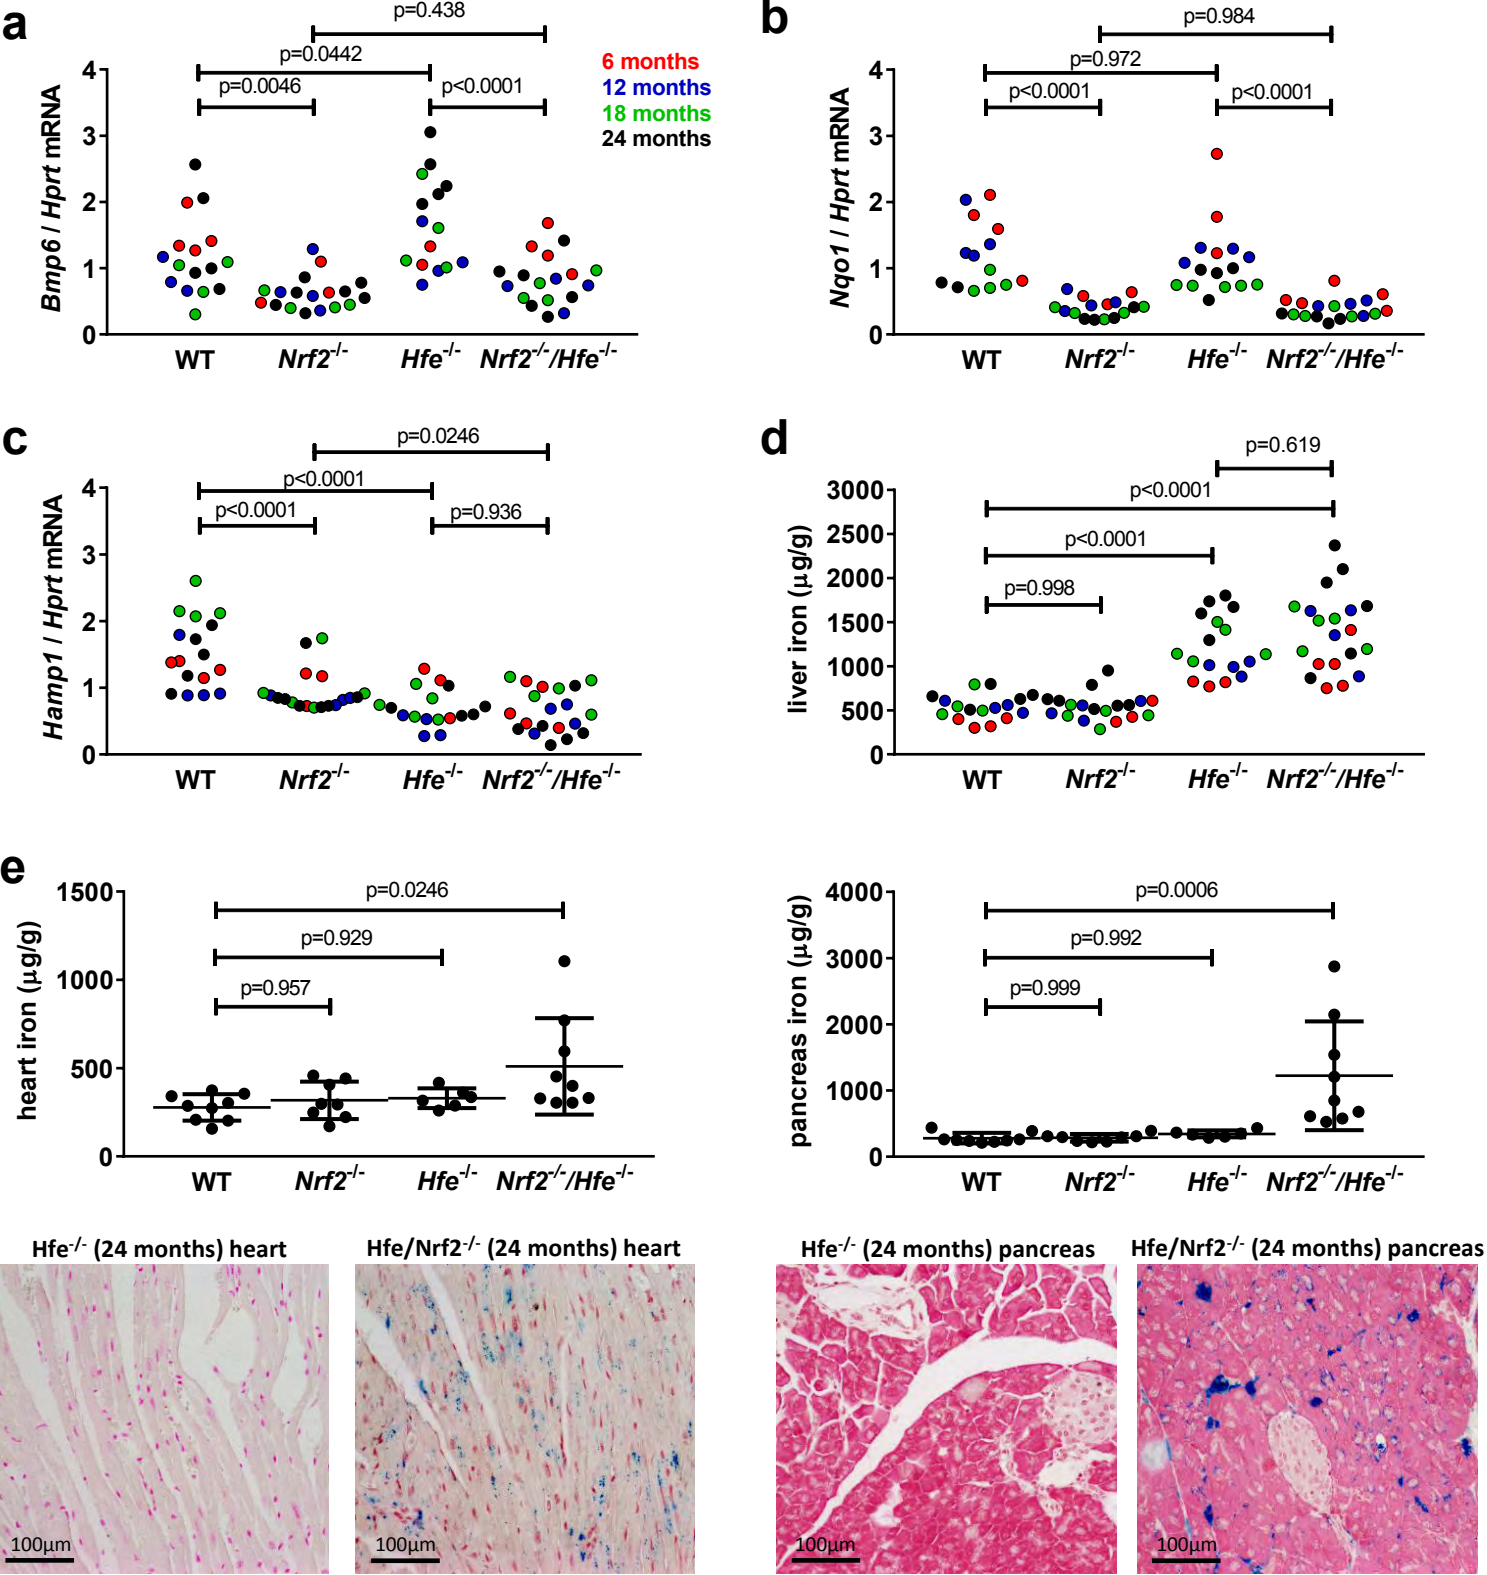 a
p=0.438
p=0.0442
p=0.0046
p<0.0001
6 months
12 months
18 months
24 months
Bmp6 / Hprt mRNA
4
3
2
1
0
WT
Nrf2-/-
Hfe-/-
Nrf2-/-/Hfe-/-
b
p=0.984
p=0.972
p<0.0001
p<0.0001
Nqo1 / Hprt mRNA
4
3
2
1
0
WT
Nrf2-/-
Hfe-/-
Nrf2-/-/Hfe-/-
c
p=0.0246
p<0.0001
p<0.0001
p=0.936
Hamp1 / Hprt mRNA
4
3
2
1
0
WT
Nrf2-/-
Hfe-/-
Nrf2-/-/Hfe-/-
d
p=0.619
p<0.0001
p<0.0001
p=0.998
liver iron (µg/g)
3000
2500
2000
1500
1000
500
0
WT
Nrf2-/-
Hfe-/-
Nrf2-/-/Hfe-/-
e
p=0.0246
p=0.929
p=0.957
heart iron (µg/g)
1500
1000
500
0
WT
Nrf2-/-
Hfe-/-
Nrf2-/-/Hfe-/-
p=0.0006
p=0.992
p=0.999
pancreas iron (µg/g)
4000
3000
2000
1000
0
WT
Nrf2-/-
Hfe-/-
Nrf2-/-/Hfe-/-
Hfe-/- (24 months) heart
Hfe/Nrf2-/- (24 months) heart
Hfe-/- (24 months) pancreas
Hfe/Nrf2-/- (24 months) pancreas
100µm
100µm
100µm
100µm